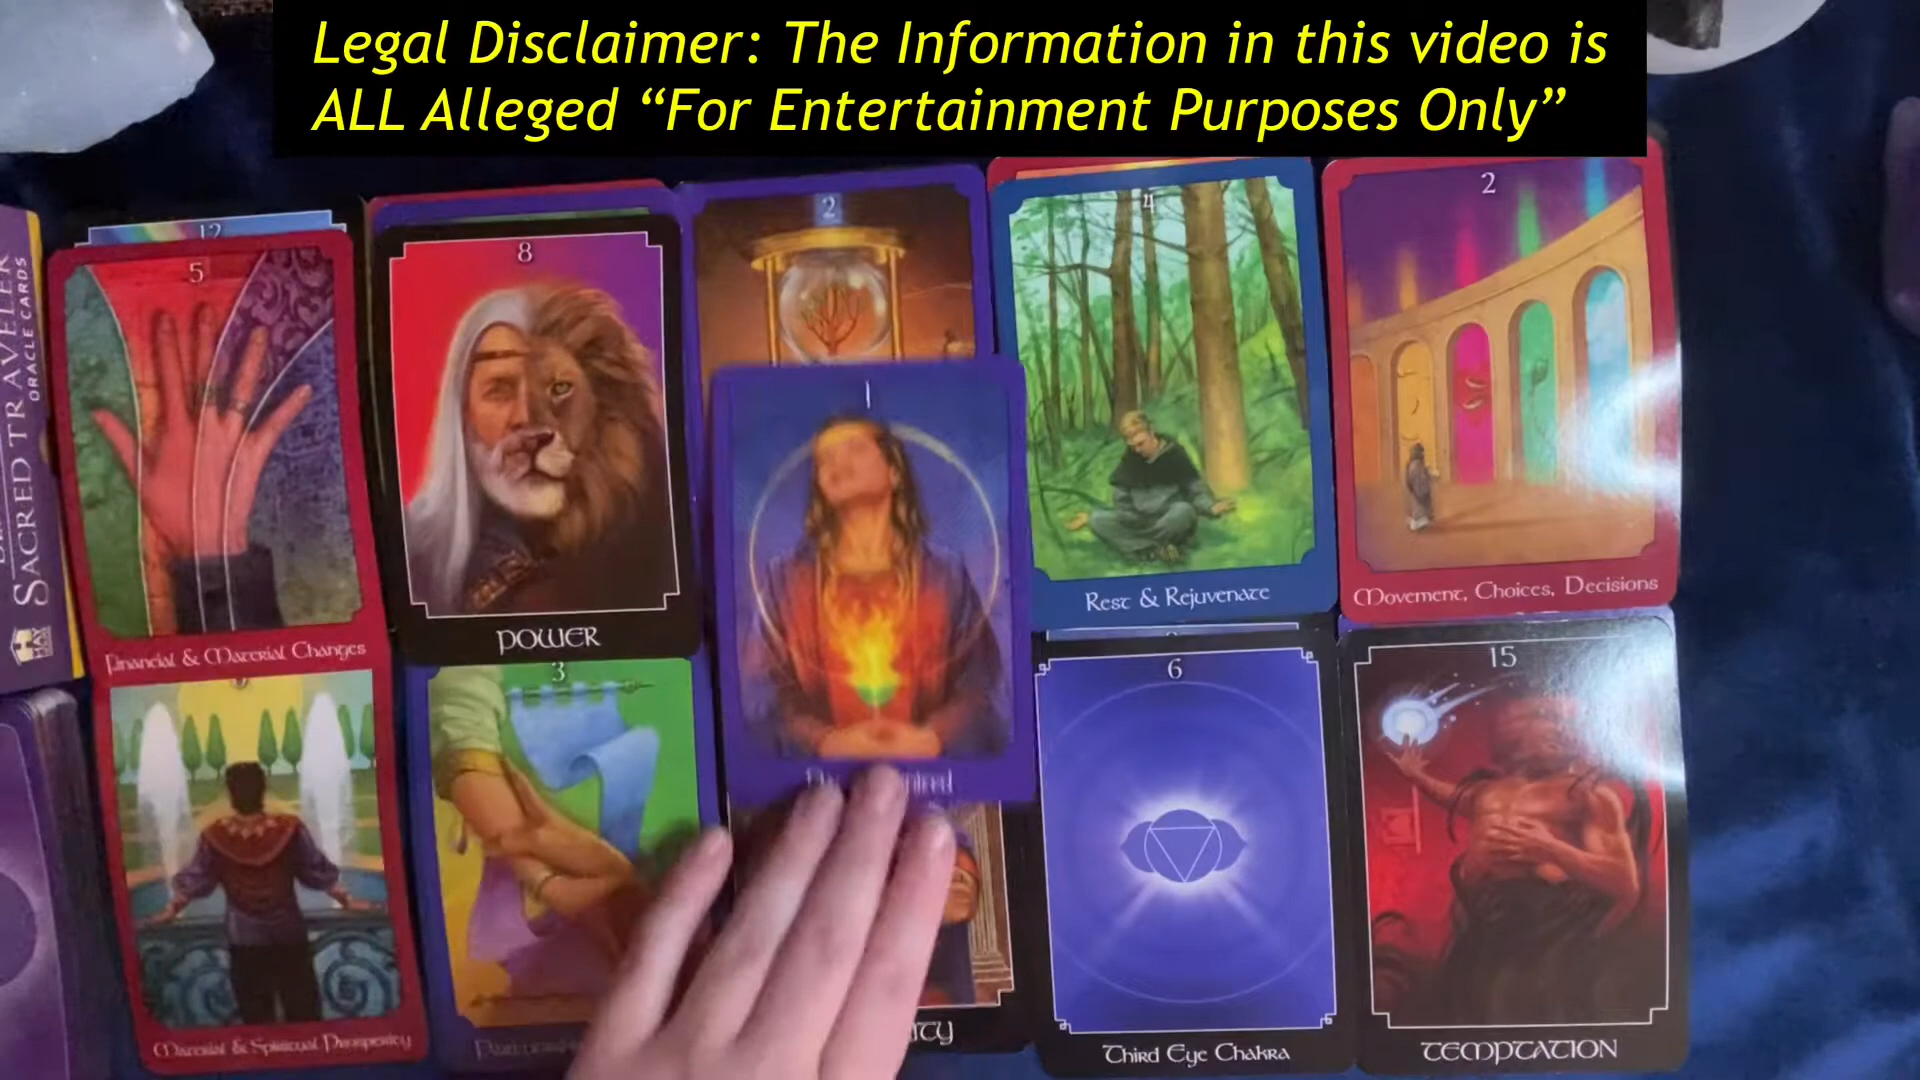 Legal Disclaimer: The Information in this video is
ALL Alleged “For Entertainment Purposes Only”
SACRED TRAVELER
ORACLE CARDS
HAY
12
5
Financial & Material Changes
8
POWER
2
1
4
Rest & Rejuvenate
2
Movement, Choices, Decisions
Material & Spiritual Prosperity
3
6
Third Eye Chakra
15
TEMPTATION